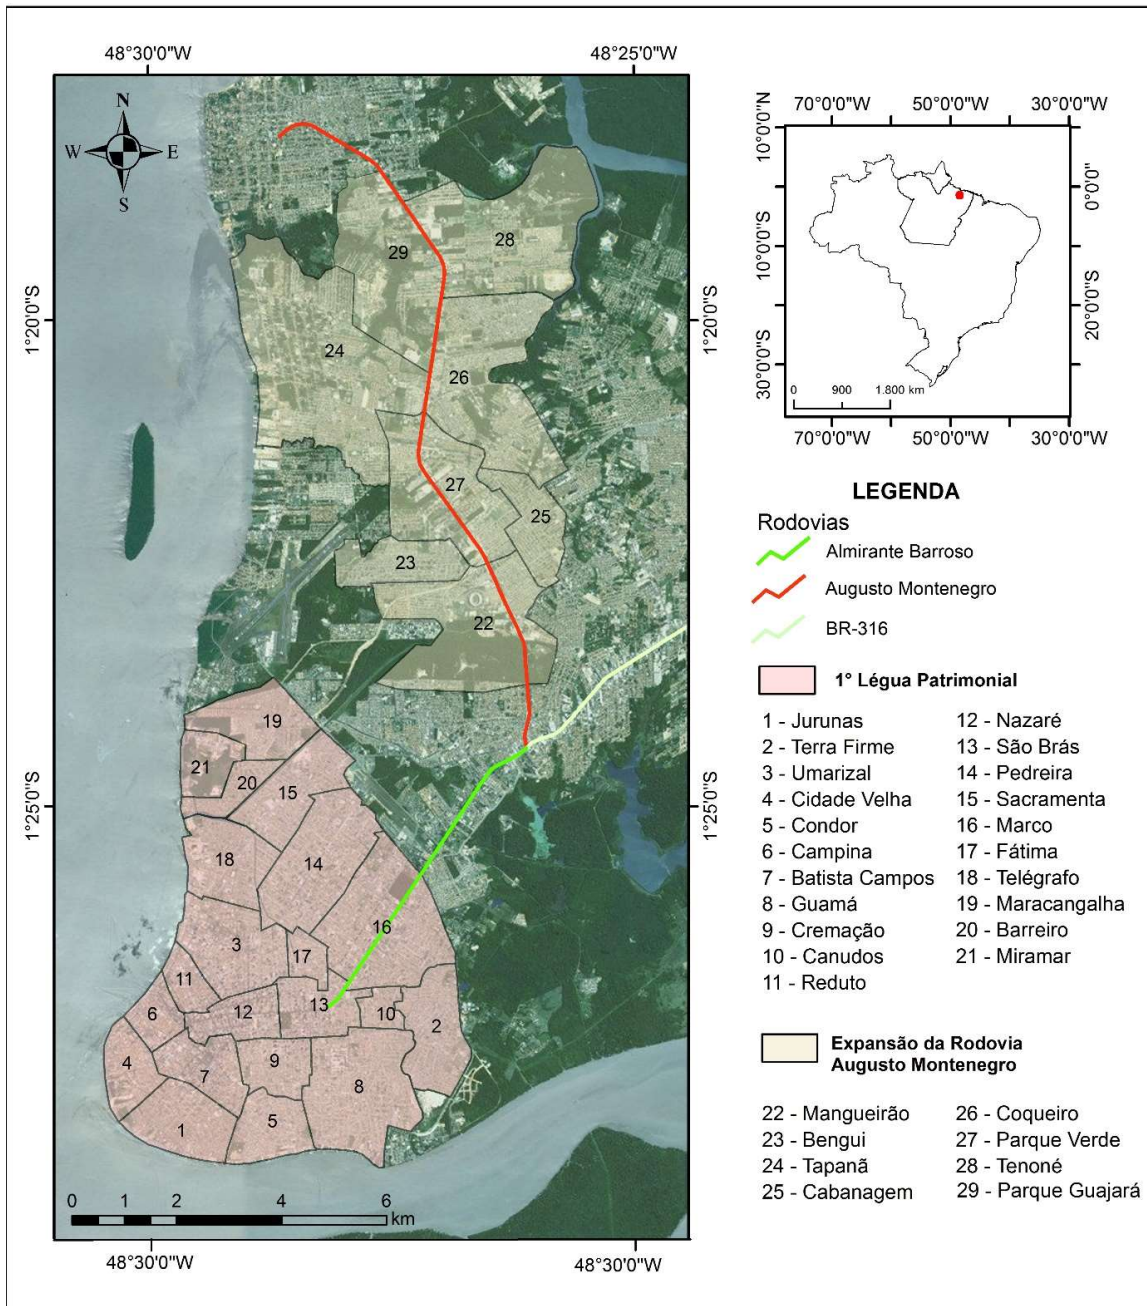 48°30'0"W 48°25'0"W
N
W E
S
1°20'0"S 1°20'0"S
1°25'0"S 1°25'0"S
29
28
24
26
27
25
23
22
19
21
20
15
18
14
3
16
17
11
13
6
12
10
2
4
7
9
8
1
5
0 1 2 4 6
km
48°30'0"W 48°30'0"W
70°0'0"W 50°0'0"W 30°0'0"W
10°0'0"N
0°0'0"
10°0'0"S
20°0'0"S
30°0'0"S
0 900 1.800 km
70°0'0"W 50°0'0"W 30°0'0"W
LEGENDA
Rodovias
Almirante Barroso
Augusto Montenegro
BR-316
1° Légua Patrimonial
1 - Jurunas
2 - Terra Firme
3 - Umarizal
4 - Cidade Velha
5 - Condor
6 - Campina
7 - Batista Campos
8 - Guamá
9 - Cremação
10 - Canudos
11 - Reduto
12 - Nazaré
13 - São Brás
14 - Pedreira
15 - Sacramenta
16 - Marco
17 - Fátima
18 - Telégrafo
19 - Maracangalha
20 - Barreiro
21 - Miramar
Expansão da Rodovia
Augusto Montenegro
22 - Mangueirão
23 - Bengui
24 - Tapanã
25 - Cabanagem
26 - Coqueiro
27 - Parque Verde
28 - Tenoné
29 - Parque Guajará